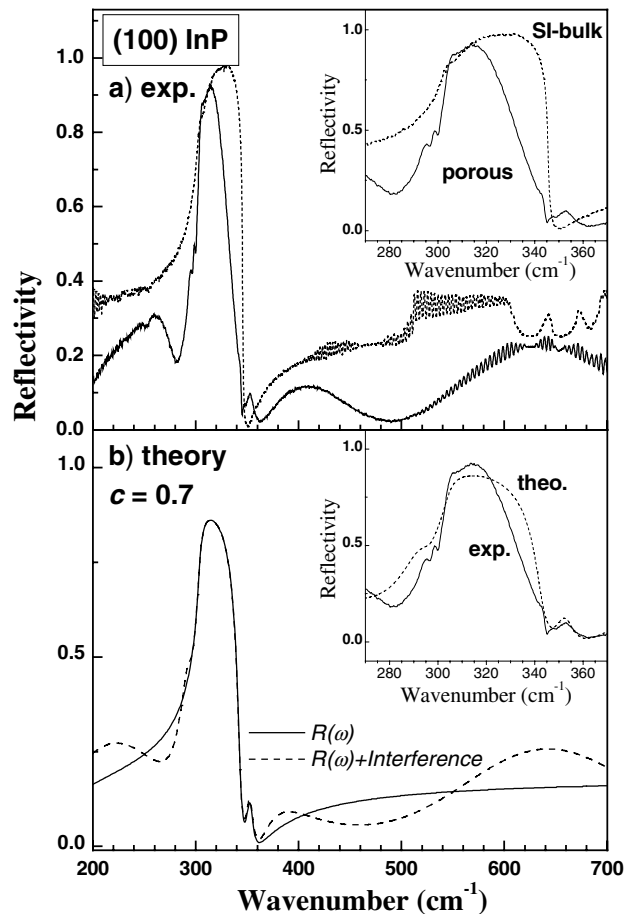 (100) InP
a) exp.
SI-bulk
porous
1.0
0.5
0.0
Reflectivity
280 300 320 340 360
Wavenumber (cm-1)
1.0
0.8
0.6
0.4
0.2
0.0
Reflectivity
b) theory
c = 0.7
theo.
exp.
1.0
0.5
0.0
Reflectivity
280 300 320 340 360
Wavenumber (cm-1)
R(ω)
R(ω)+Interference
1.0
0.5
0.0
200 300 400 500 600 700
Wavenumber (cm-1)